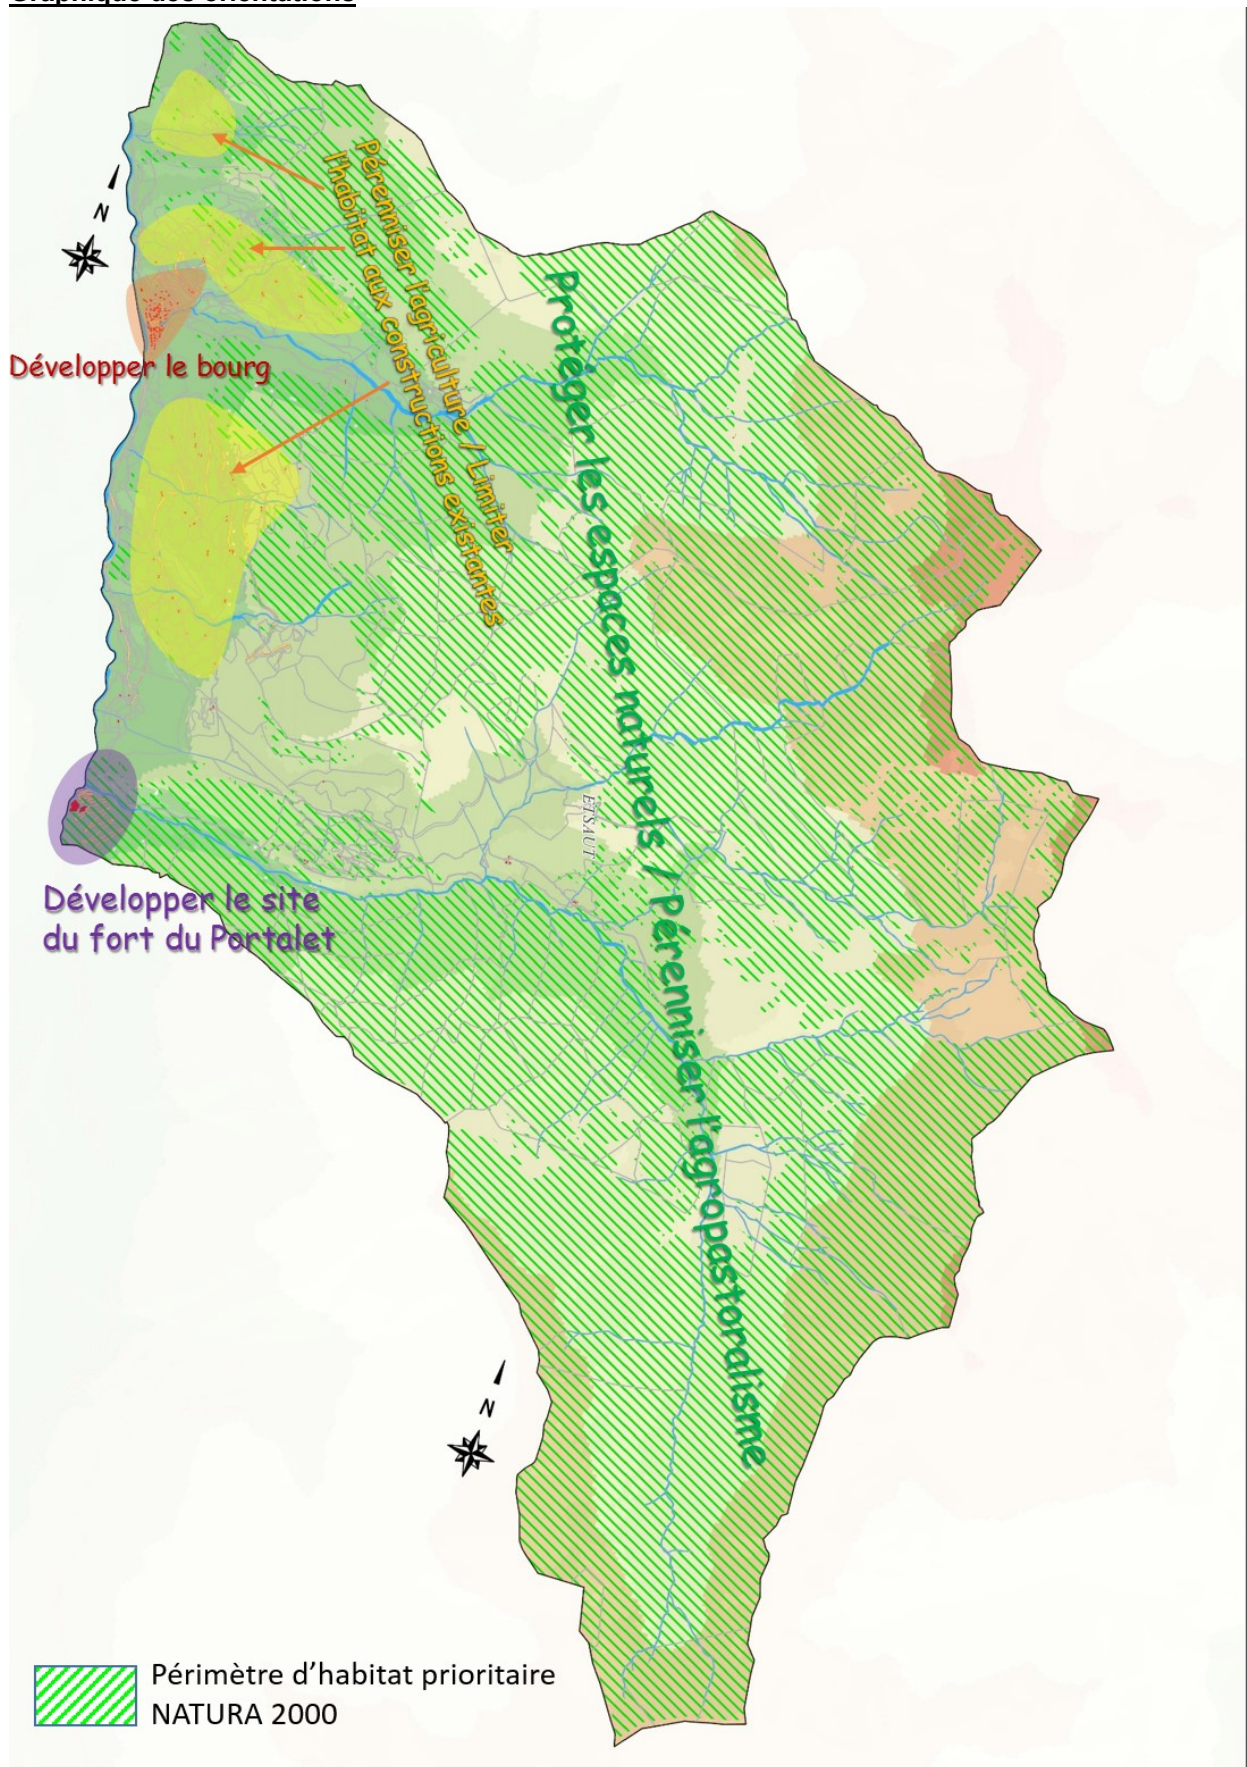 Graphique des orientations
Pérenniser l'agriculture / Limiter
l'habitat aux constructions existantes
N
Développer le bourg
Protéger les espaces naturels / Pérenniser l'agropastoralisme
ETSAUT
Développer le site
du fort du Portalet
N
Périmètre d'habitat prioritaire
NATURA 2000